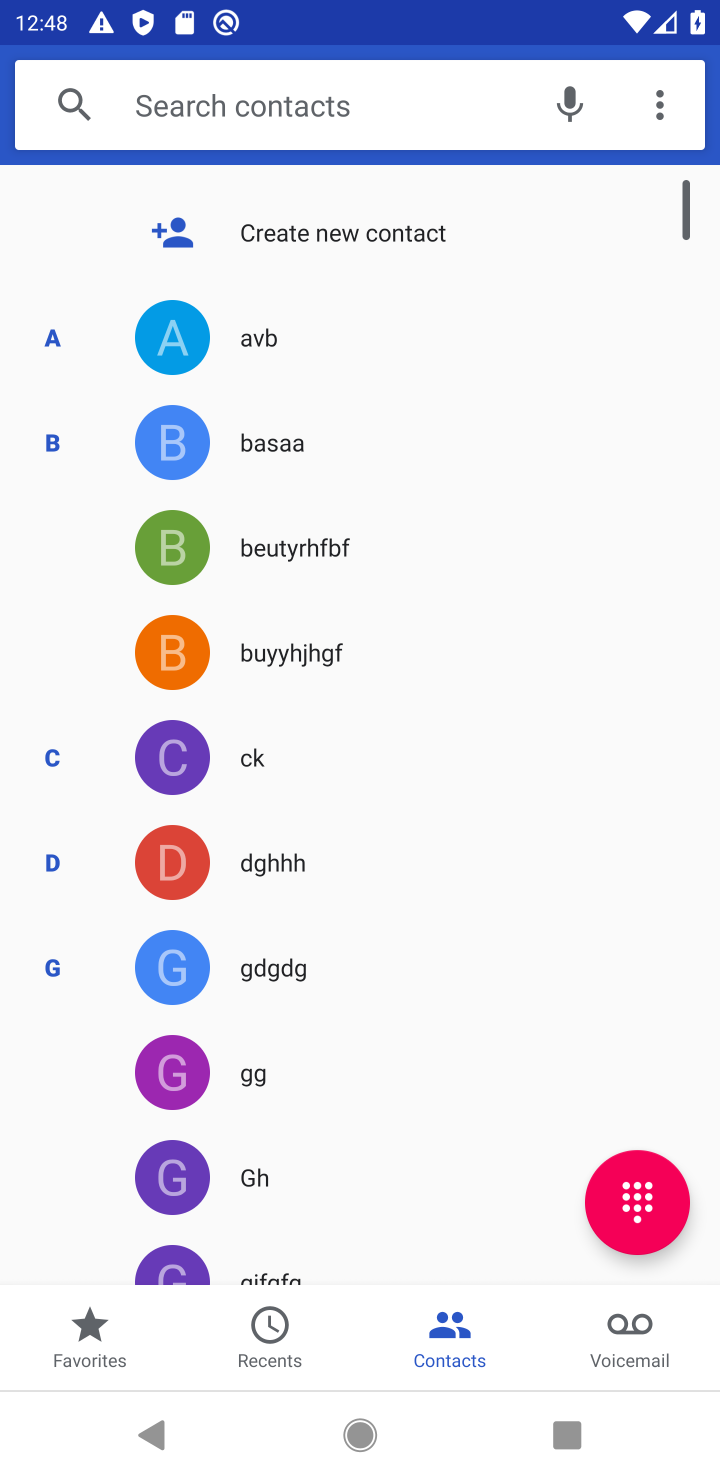 12:48
Search contacts
Create new contact
A
A avb
B
B basaa
B beutyrhfbf
B buyyhjhgf
C
C ck
D
D dghhh
G
G gdgdg
G gg
G Gh
G
Favorites
Recents
Contacts
Voicemail